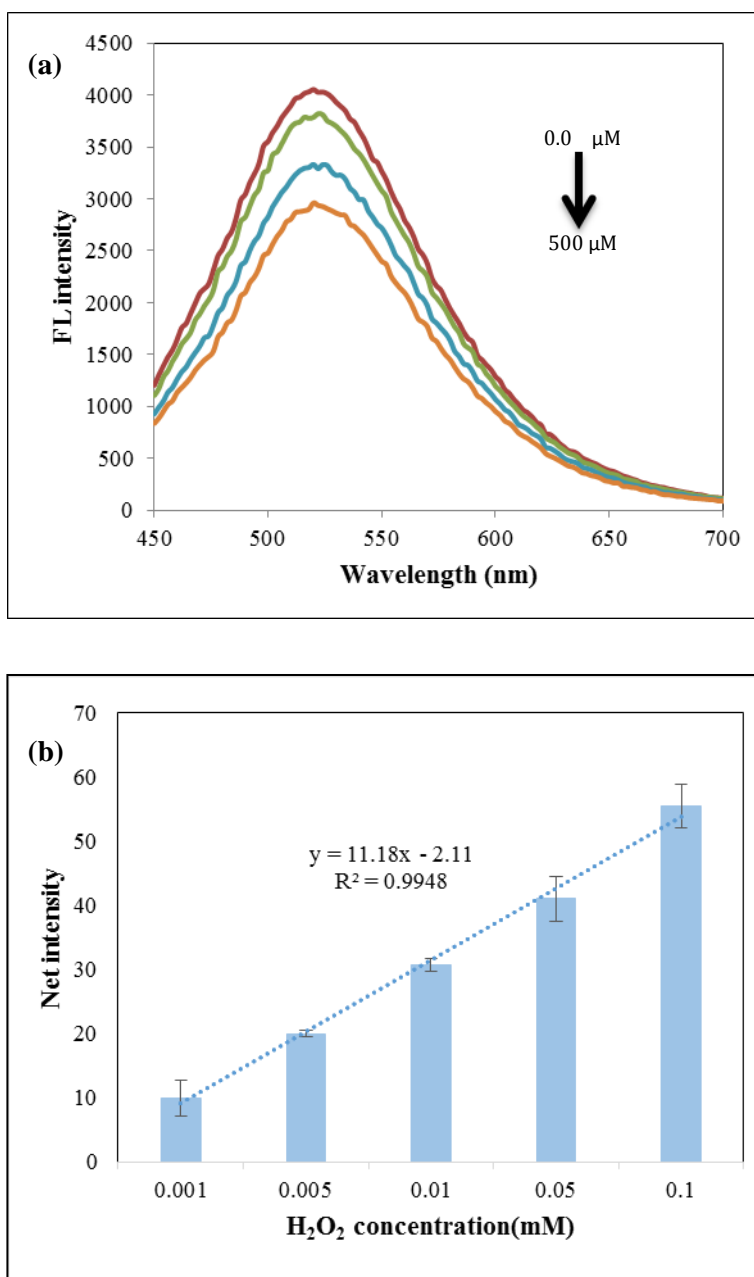 (a)
4500
4000
3500
3000
2500
2000
1500
1000
500
0
FL intensity
0.0 µM
500 µM
450 500 550 600 650 700
Wavelength (nm)
(b)
70
60
50
40
30
20
10
0
Net intensity
y = 11.18x - 2.11
R² = 0.9948
0.001 0.005 0.01 0.05 0.1
H₂O₂ concentration(mM)